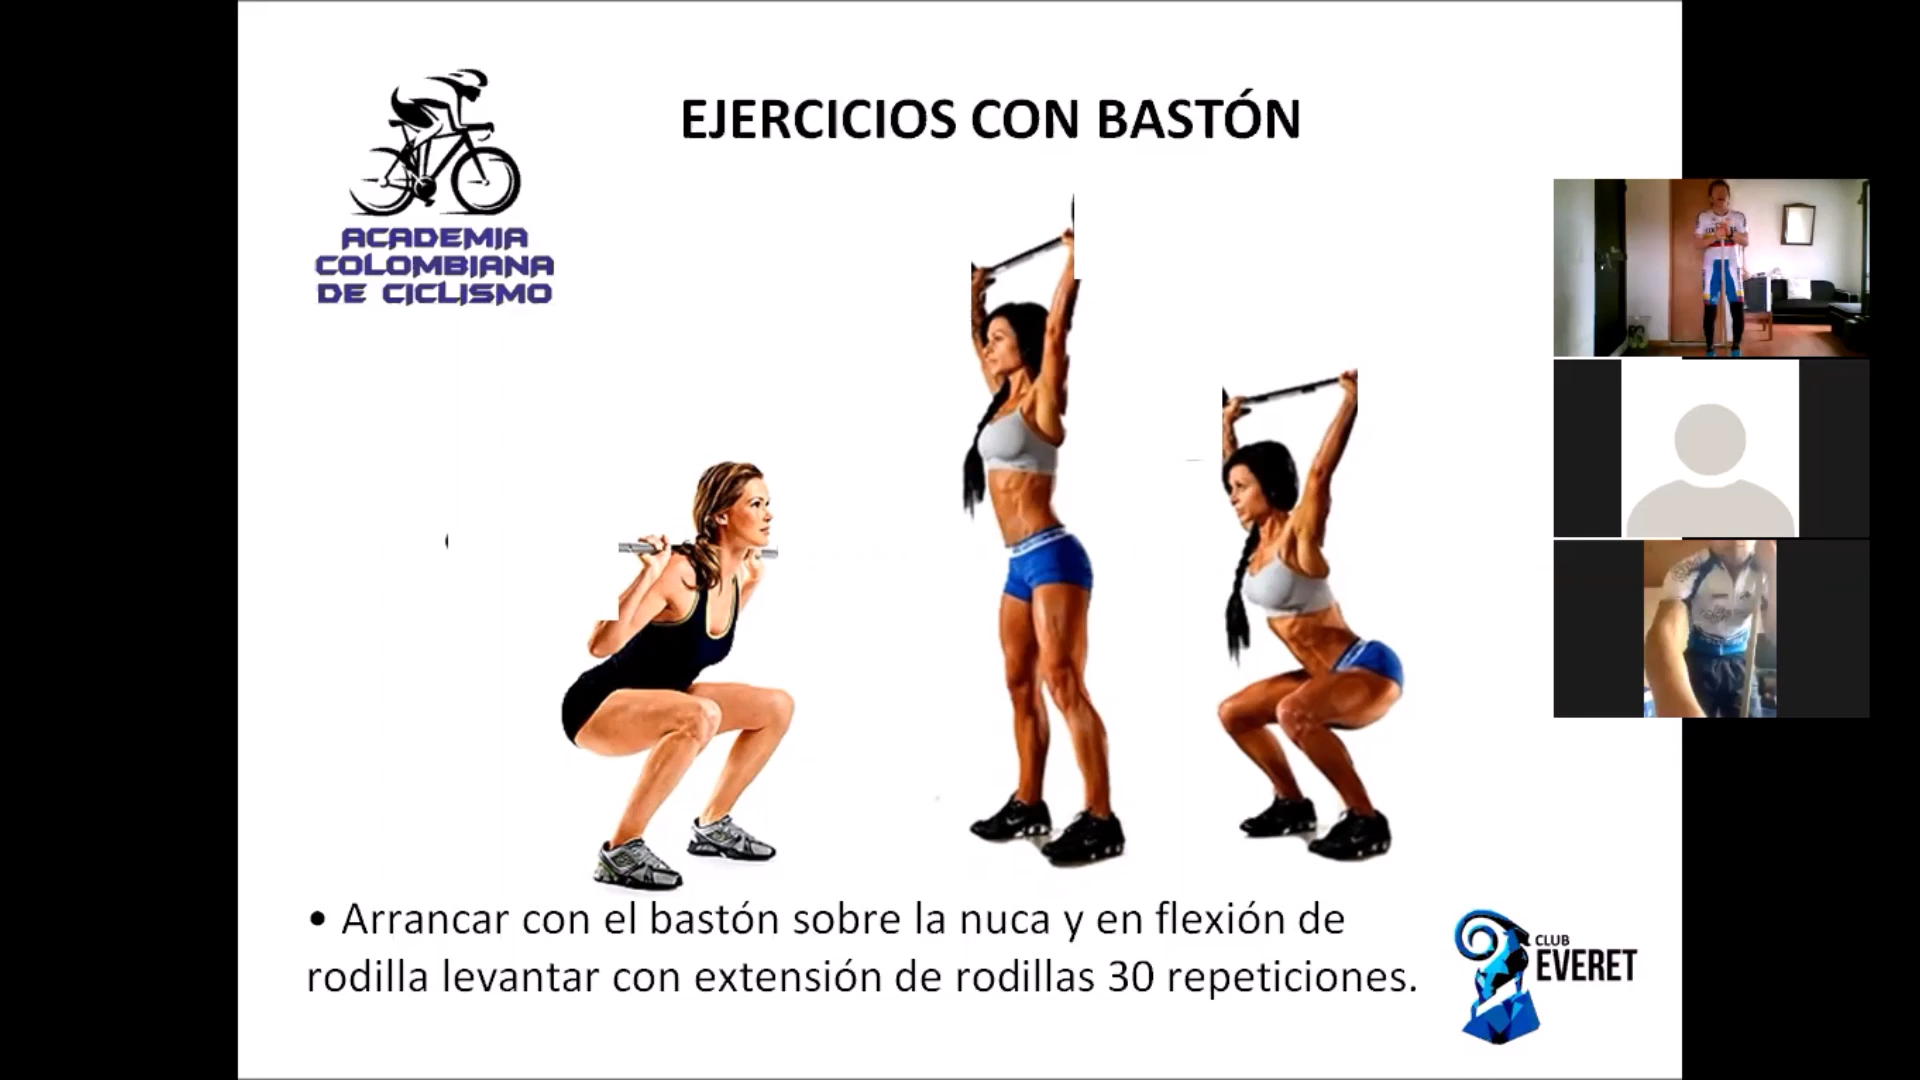 EJERCICIOS CON BASTÓN
ACADEMIA
COLOMBIANA
DE CICLISMO
• Arrancar con el bastón sobre la nuca y en flexión de
rodilla levantar con extensión de rodillas 30 repeticiones.
CLUB
EVERET